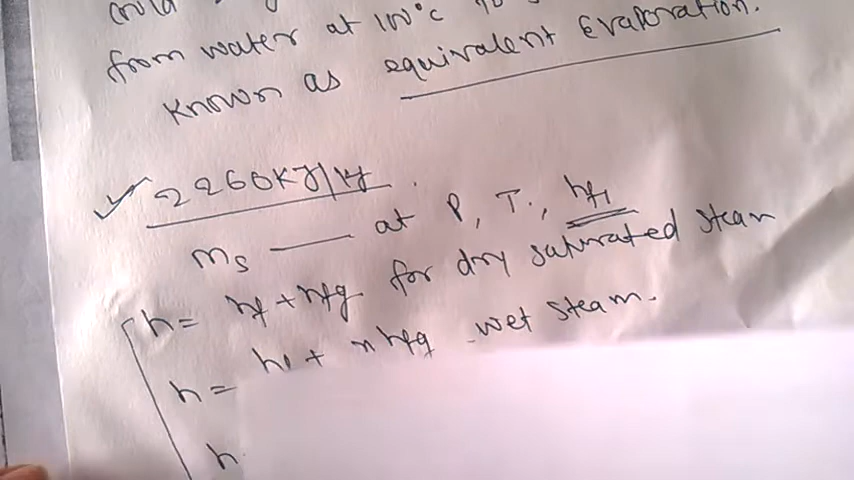 from water at 100°c
known as equivalent Evaporation.
✓ 2260KJ/kg.
ms — at P, T, hf1
h = hf + hfg for dry saturated steam
h = hf + x hfg wet steam.
h